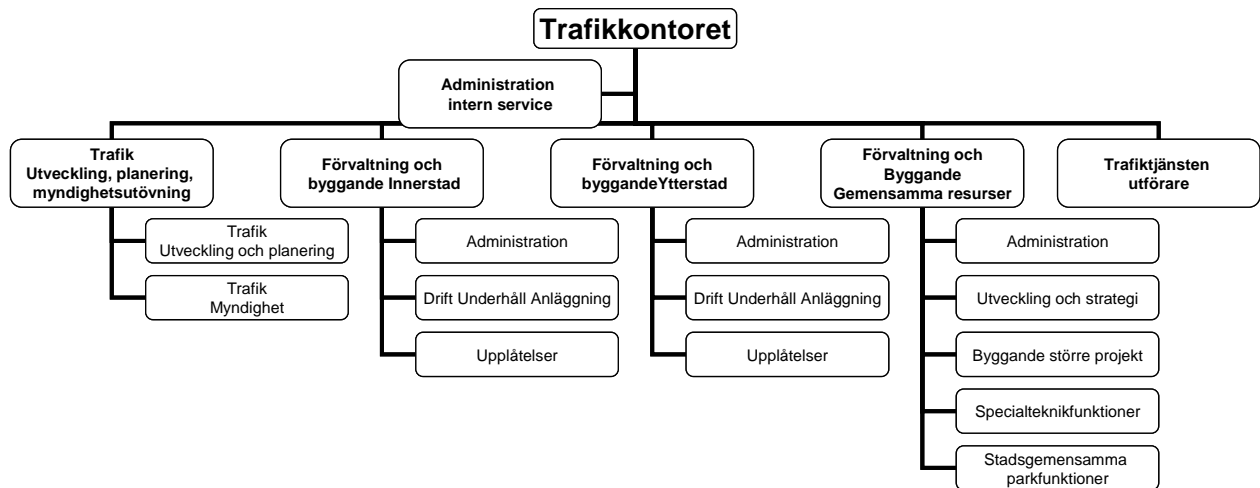 Trafikkontoret
Administration
intern service
Trafik
Utveckling, planering,
myndighetsutövning
Förvaltning och
byggande Innerstad
Förvaltning och
byggandeYtterstad
Förvaltning och
Byggande
Gemensamma resurser
Trafiktjänsten
utförare
Trafik
Utveckling och planering
Trafik
Myndighet
Administration
Drift Underhåll Anläggning
Upplåtelser
Administration
Drift Underhåll Anläggning
Upplåtelser
Administration
Utveckling och strategi
Byggande större projekt
Specialteknikfunktioner
Stadsgemensamma
parkfunktioner